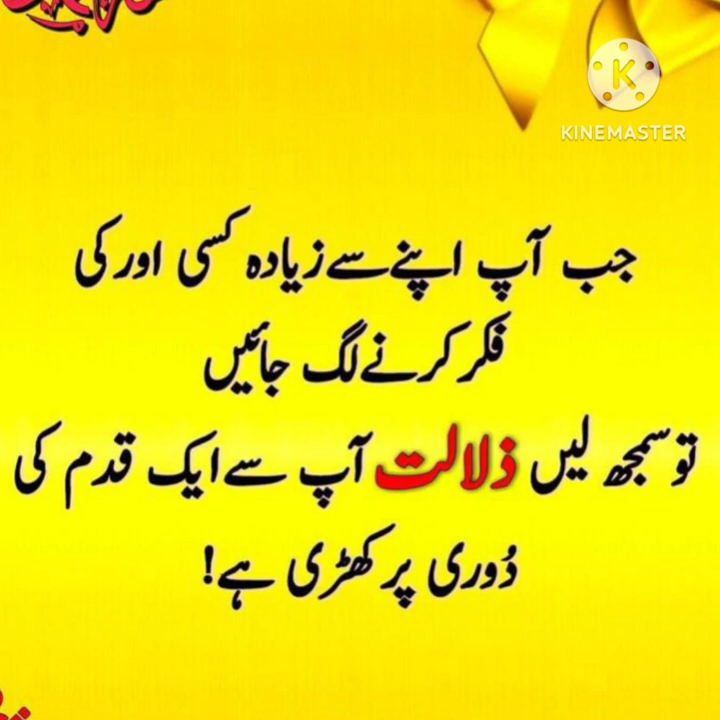 KINEMASTER
جب آپ اپنے سے زیادہ کسی اور کی
فکر کرنے لگ جائیں
تو سمجھ لیں ذلالت آپ سے ایک قدم کی
دُوری پر کھڑی ہے!